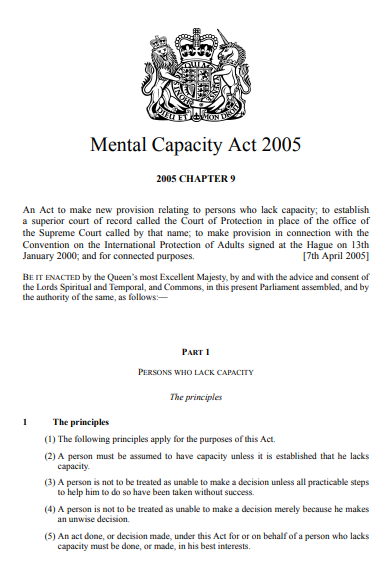 DIEU ET MON DROIT
Mental Capacity Act 2005
2005 CHAPTER 9
An Act to make new provision relating to persons who lack capacity; to establish
a superior court of record called the Court of Protection in place of the office of
the Supreme Court called by that name; to make provision in connection with the
Convention on the International Protection of Adults signed at the Hague on 13th
January 2000; and for connected purposes. [7th April 2005]
BE IT ENACTED by the Queen's most Excellent Majesty, by and with the advice and consent of
the Lords Spiritual and Temporal, and Commons, in this present Parliament assembled, and by
the authority of the same, as follows:—
PART 1
PERSONS WHO LACK CAPACITY
The principles
1 The principles
(1) The following principles apply for the purposes of this Act.
(2) A person must be assumed to have capacity unless it is established that he lacks
capacity.
(3) A person is not to be treated as unable to make a decision unless all practicable steps
to help him to do so have been taken without success.
(4) A person is not to be treated as unable to make a decision merely because he makes
an unwise decision.
(5) An act done, or decision made, under this Act for or on behalf of a person who lacks
capacity must be done, or made, in his best interests.